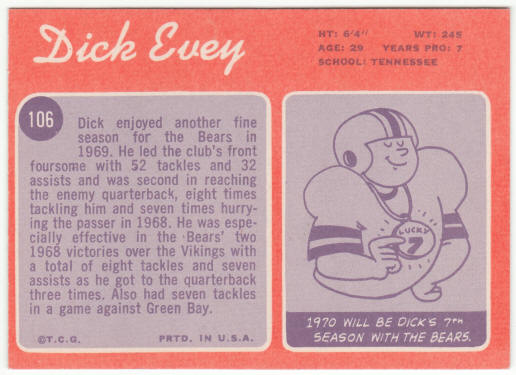 Dick Evey
HT: 6'4" WT: 245
AGE: 29 YEARS PRO: 7
SCHOOL: TENNESSEE
106
Dick enjoyed another fine
season for the Bears in
1969. He led the club's front
foursome with 52 tackles and 32
assists and was second in reaching
the enemy quarterback, eight times
tackling him and seven times hurry-
ing the passer in 1968. He was espe-
cially effective in the Bears' two
1968 victories over the Vikings with
a total of eight tackles and seven
assists as he got to the quarterback
three times. Also had seven tackles
in a game against Green Bay.
©T.C.G. PRTD. IN U.S.A.
LUCKY
7
1970 WILL BE DICK'S 7TH
SEASON WITH THE BEARS.